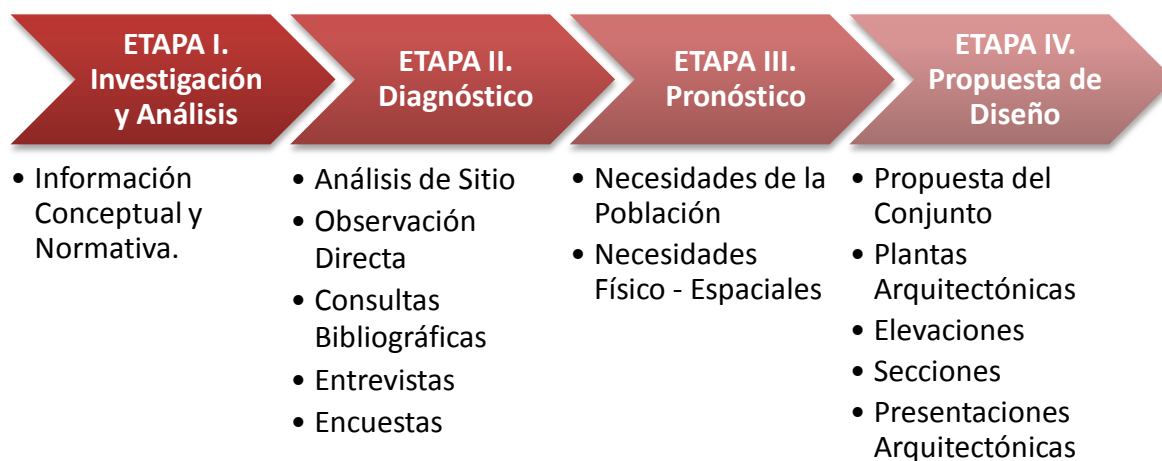 ETAPA I.
Investigación
y Análisis
• Información
Conceptual y
Normativa.
ETAPA II.
Diagnóstico
• Análisis de Sitio
• Observación
Directa
• Consultas
Bibliográficas
• Entrevistas
• Encuestas
ETAPA III.
Pronóstico
• Necesidades de la
Población
• Necesidades
Físico - Espaciales
ETAPA IV.
Propuesta de
Diseño
• Propuesta del
Conjunto
• Plantas
Arquitectónicas
• Elevaciones
• Secciones
• Presentaciones
Arquitectónicas